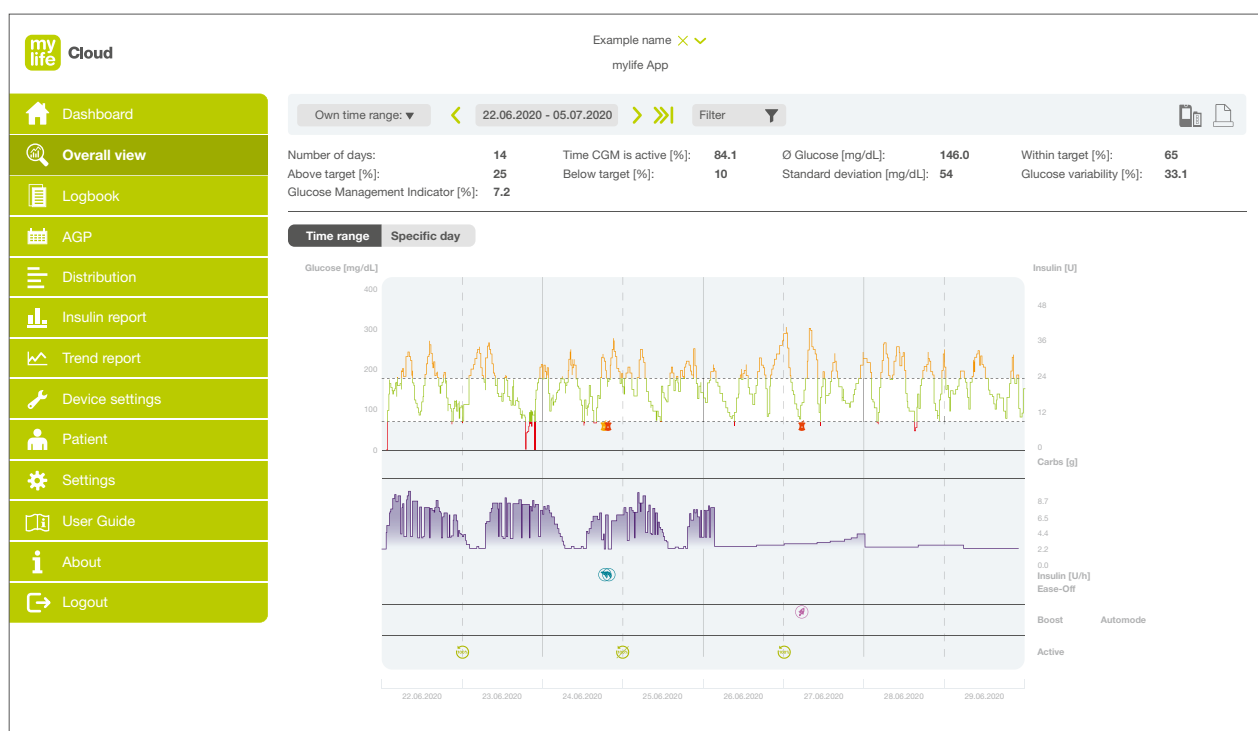 my
life
Cloud
Example name
mylife App
Dashboard
Overall view
Logbook
AGP
Distribution
Insulin report
Trend report
Device settings
Patient
Settings
User Guide
About
Logout
Own time range: ▼ 22.06.2020 - 05.07.2020 Filter
Number of days: 14 Time CGM is active [%]: 84.1 Ø Glucose [mg/dL]: 146.0 Within target [%]: 65
Above target [%]: 25 Below target [%]: 10 Standard deviation [mg/dL]: 54 Glucose variability [%]: 33.1
Glucose Management Indicator [%]: 7.2
Time range Specific day
Glucose [mg/dL] Insulin [U]
400
300
200
100
0
48
36
24
12
0
Carbs [g]
8.7
6.5
4.4
2.2
0.0
Insulin [U/h]
Ease-Off
Boost Automode
Active
22.06.2020 23.06.2020 24.06.2020 25.06.2020 26.06.2020 27.06.2020 28.06.2020 29.06.2020